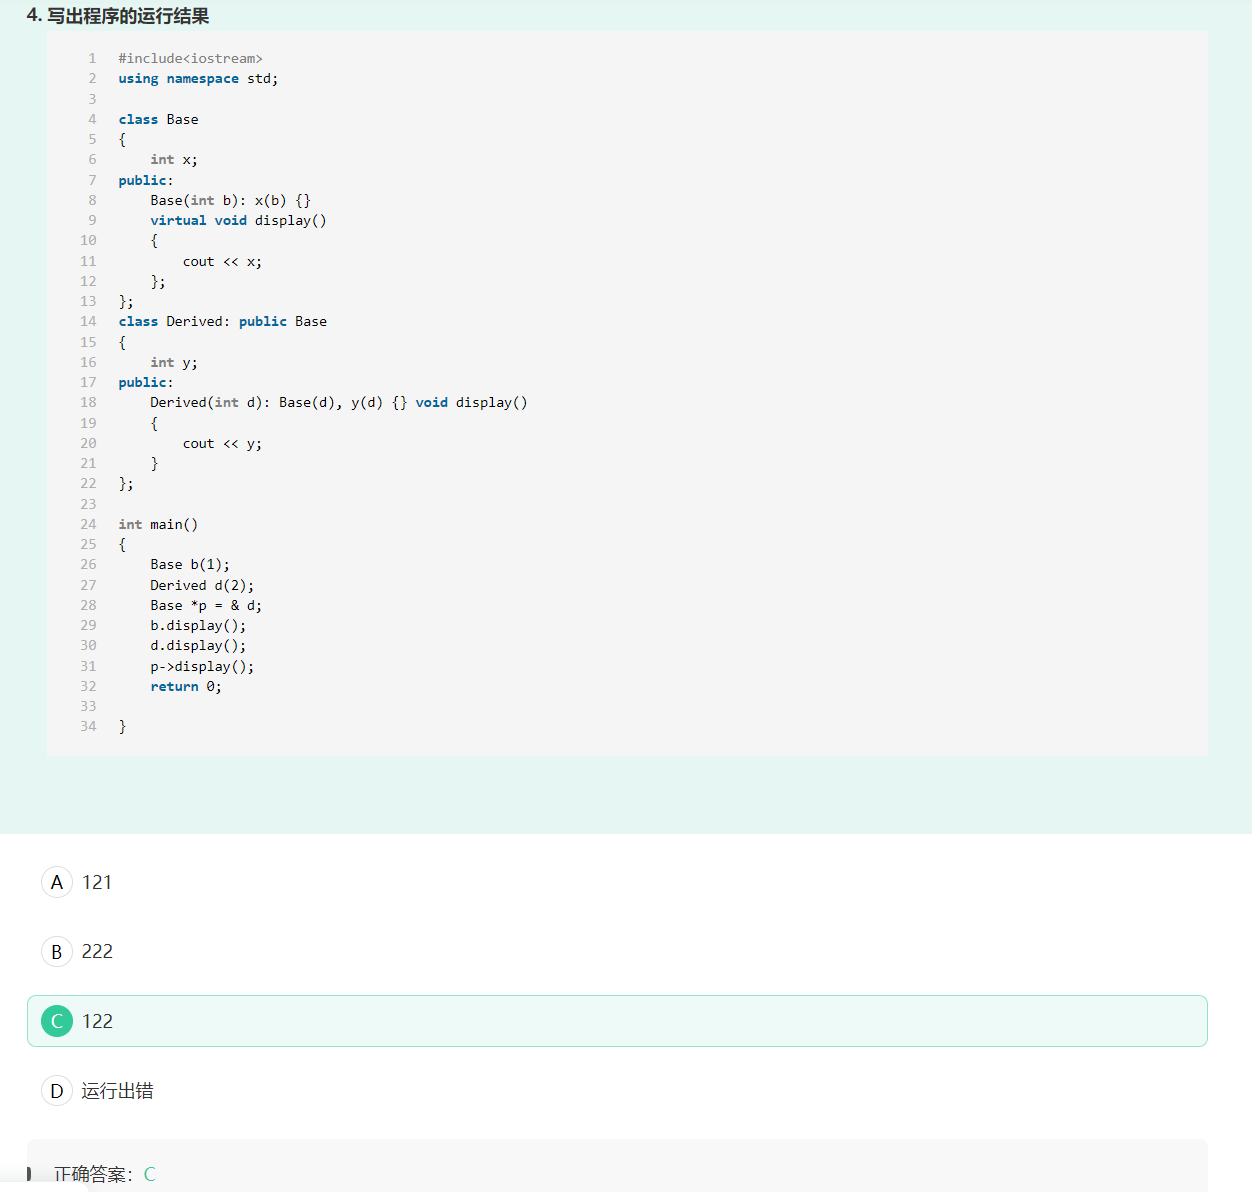 4. 写出程序的运行结果
1 #include<iostream>
2 using namespace std;
3
4 class Base
5 {
6     int x;
7 public:
8     Base(int b): x(b) {}
9     virtual void display()
10     {
11         cout << x;
12     };
13 };
14 class Derived: public Base
15 {
16     int y;
17 public:
18     Derived(int d): Base(d), y(d) {} void display()
19     {
20         cout << y;
21     }
22 };
23
24 int main()
25 {
26     Base b(1);
27     Derived d(2);
28     Base *p = & d;
29     b.display();
30     d.display();
31     p->display();
32     return 0;
33
34 }
A 121
B 222
C 122
D 运行出错
正确答案：C